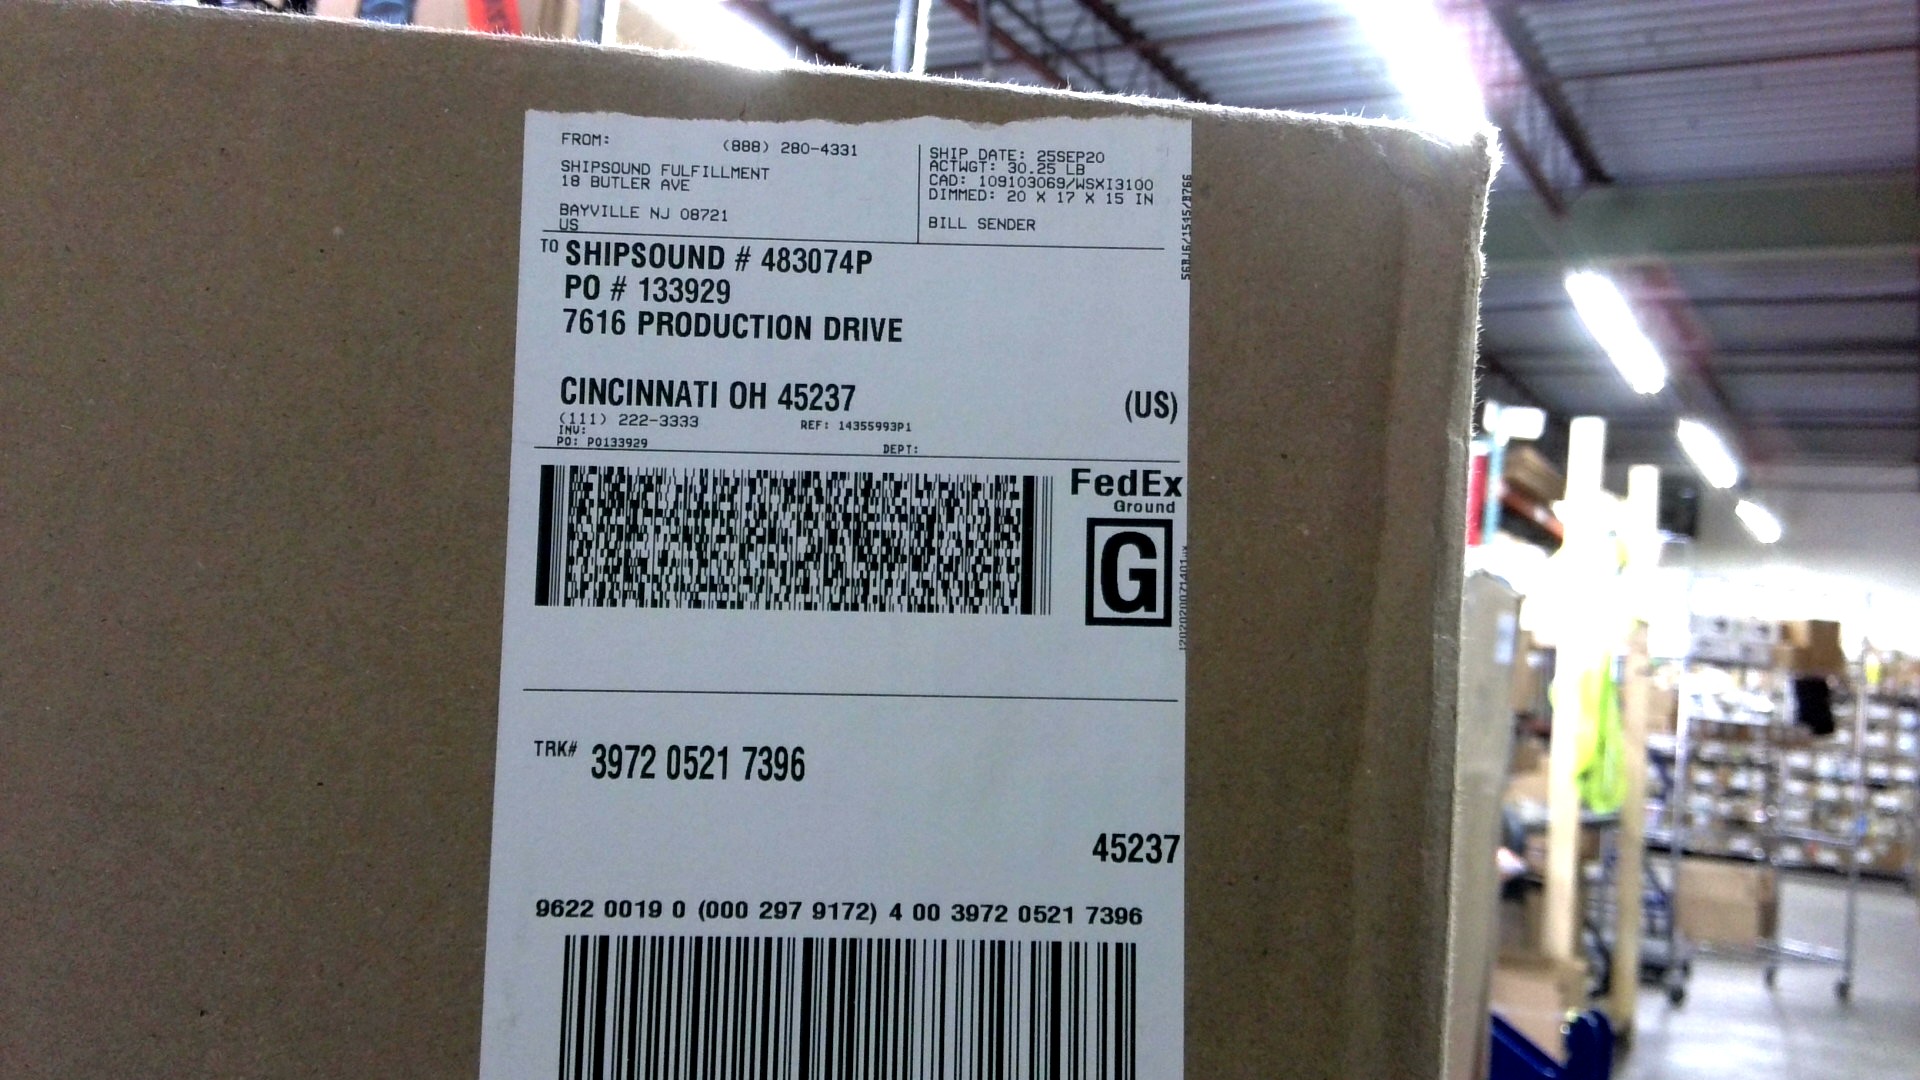 FROM: (888) 280-4331
SHIPSOUND FULFILLMENT
18 BUTLER AVE
BAYVILLE NJ 08721
US
SHIP DATE: 25SEP20
ACTWGT: 30.25 LB
CAD: 109103069/WSXI3100
DIMMED: 20 X 17 X 15 IN
BILL SENDER
TO SHIPSOUND # 483074P
PO # 133929
7616 PRODUCTION DRIVE
CINCINNATI OH 45237 (US)
(111) 222-3333 REF: 14355993P1
INV:
PO: PO133929 DEPT:
FedEx
Ground
G
TRK# 3972 0521 7396
45237
9622 0019 0 (000 297 9172) 4 00 3972 0521 7396